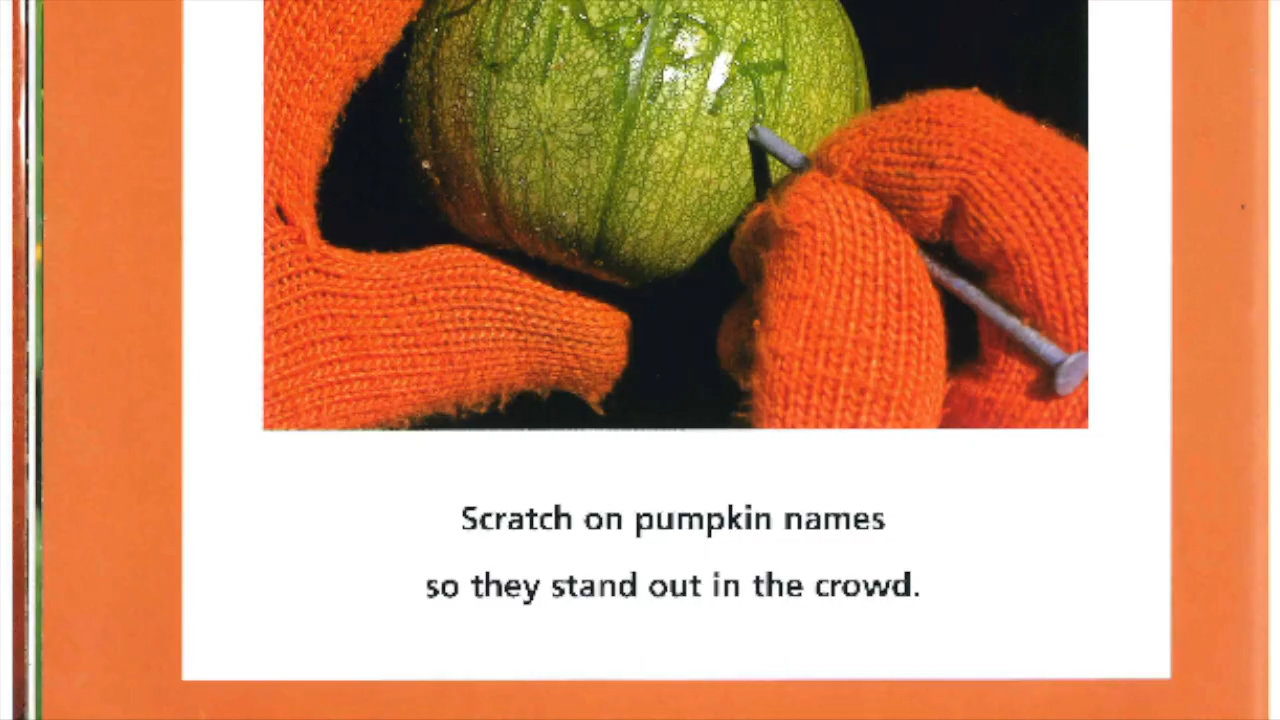 Scratch on pumpkin names
so they stand out in the crowd.